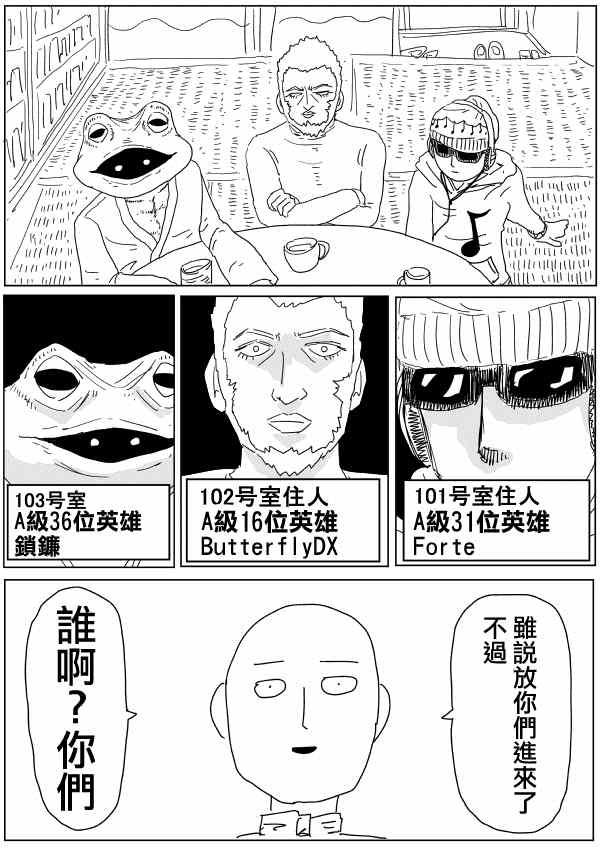 101号室住人
A級31位英雄
Forte
102号室住人
A級16位英雄
ButterflyDX
103号室
A級36位英雄
鎖鐮
雖說放你們進來了
不過
誰啊?你們